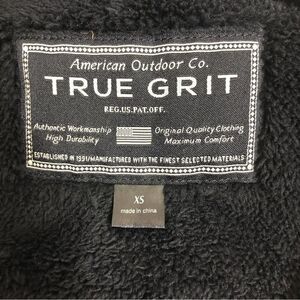 American Outdoor Co.
TRUE GRIT
REG.US.PAT.OFF.
Authentic Workmanship Original Quality Clothing
High Durability Maximum Comfort
ESTABLISHED IN 1991/MANUFACTURED WITH THE FINEST SELECTED MATERIALS
XS
made in china